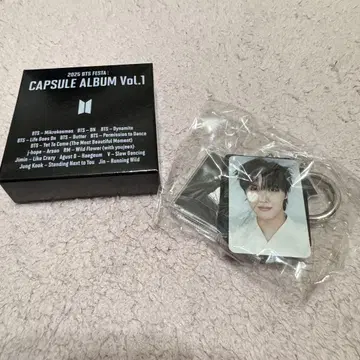 2025 BTS FESTA :
CAPSULE ALBUM Vol.1
BTS – Mikrokosmos BTS – ON BTS – Dynamite
BTS – Life Goes On BTS – Butter BTS – Permission to Dance
BTS – Yet To Come (The Most Beautiful Moment)
j-hope – Arson RM – Wild Flower (with youjeen)
Jimin – Like Crazy Agust D – Haegeum V – Slow Dancing
Jung Kook – Standing Next to You Jin – Running Wild